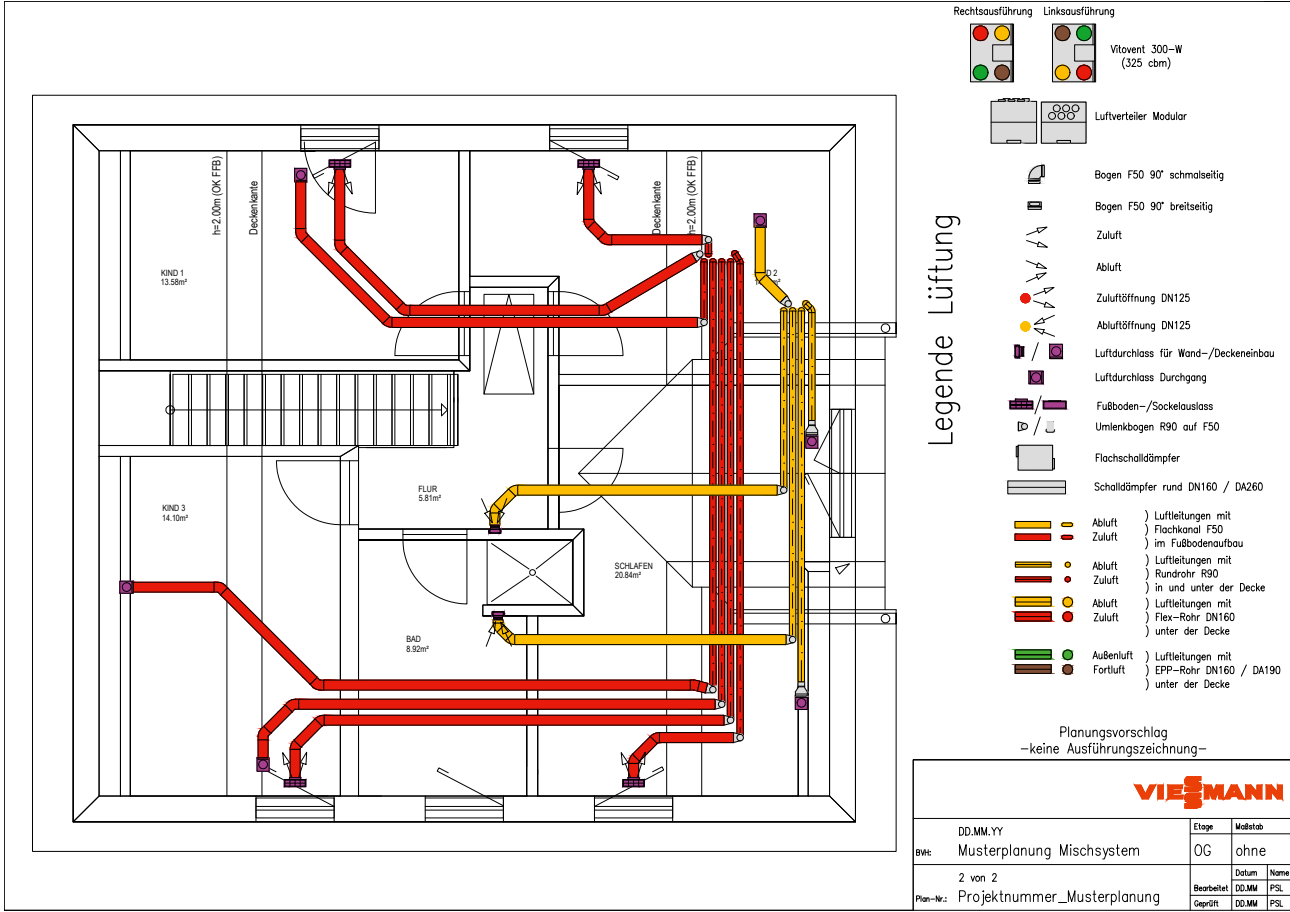 Rechtsausführung
Linksausführung
Vitovent 300-W
(325 cbm)
Luftverteiler Modular
Bogen F50 90° schmalseitig
Bogen F50 90° breitseitig
Zuluft
Abluft
Zuluftöffnung DN125
Abluftöffnung DN125
Luftdurchlass für Wand-/Deckeneinbau
Luftdurchlass Durchgang
Fußboden-/Sockelauslass
Umlenkbogen R90 auf F50
Flachschalldämpfer
Schalldämpfer rund DN160 / DA260
Abluft ) Luftleitungen mit
Zuluft ) Flachkanal F50
) im Fußbodenaufbau
Abluft ) Luftleitungen mit
Zuluft ) Rundrohr R90
) in und unter der Decke
Abluft ) Luftleitungen mit
Zuluft ) Flex-Rohr DN160
) unter der Decke
Außenluft ) Luftleitungen mit
Fortluft ) EPP-Rohr DN160 / DA190
) unter der Decke
Legende Lüftung
h=2.00m (OK FFB)
Deckenkante
Deckenkante
h=2.00m (OK FFB)
KIND 1
13.58m²
D 2
FLUR
5.81m²
KIND 3
14.10m²
SCHLAFEN
20.84m²
BAD
8.92m²
Planungsvorschlag
-keine Ausführungszeichnung-
VIESSMANN
DD.MM.YY
BVH: Musterplanung Mischsystem
Etage Maßstab
OG ohne
2 von 2
Plan-Nr.: Projektnummer_Musterplanung
Datum Name
Bearbeitet DD.MM PSL
Geprüft DD.MM PSL